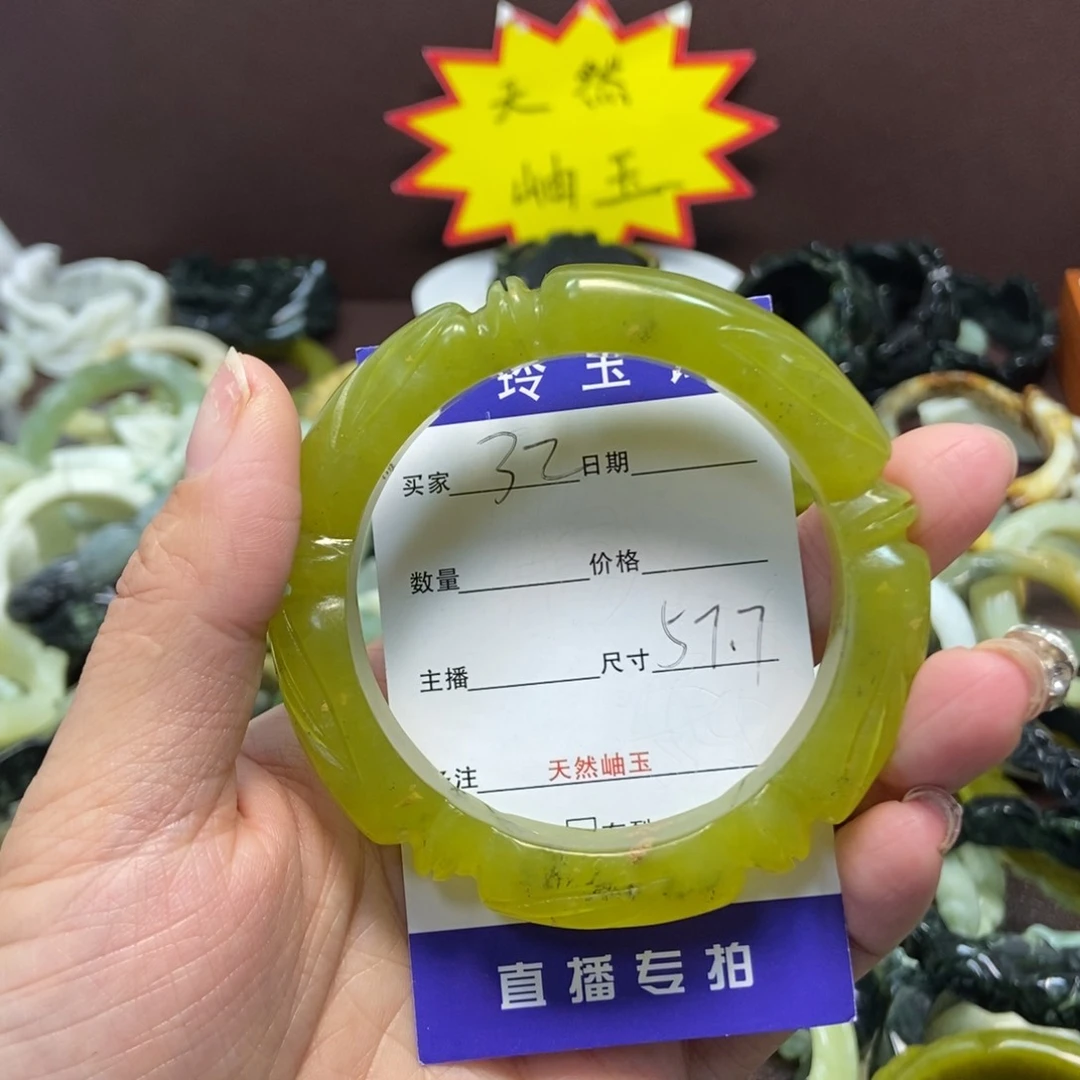 天然
岫玉
玲玉
买家 32 日期
数量 价格
主播 尺寸 57.7
注 天然岫玉
直播专拍